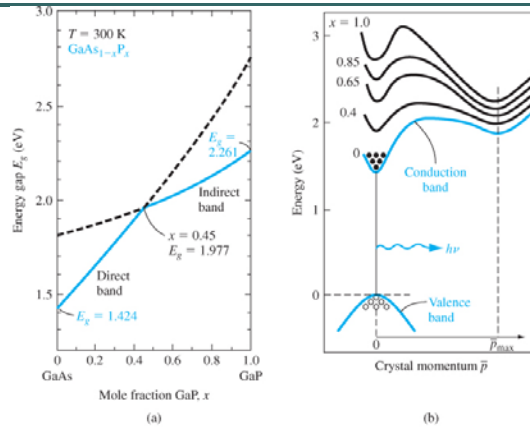 3.0
2.5
2.0
1.5
Energy gap Eg (eV)
T = 300 K
GaAs1−xPx
Eg =
2.261
Indirect
band
x = 0.45
Eg = 1.977
Direct
band
Eg = 1.424
0 0.2 0.4 0.6 0.8 1.0
GaAs GaP
Mole fraction GaP, x
(a)
3
2
1
0
Energy (eV)
x = 1.0
0.85
0.65
0.4
0
Conduction
band
hν
Valence
band
0 p̅max
Crystal momentum p̅
(b)